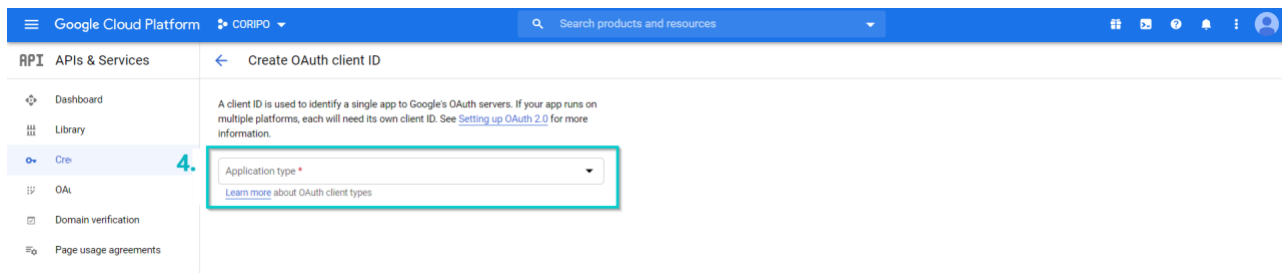 Google Cloud Platform CORIPO Search products and resources
API APIs & Services Create OAuth client ID
Dashboard
Library
Cre
OAu
Domain verification
Page usage agreements
A client ID is used to identify a single app to Google's OAuth servers. If your app runs on
multiple platforms, each will need its own client ID. See Setting up OAuth 2.0 for more
information.
4.
Application type *
Learn more about OAuth client types